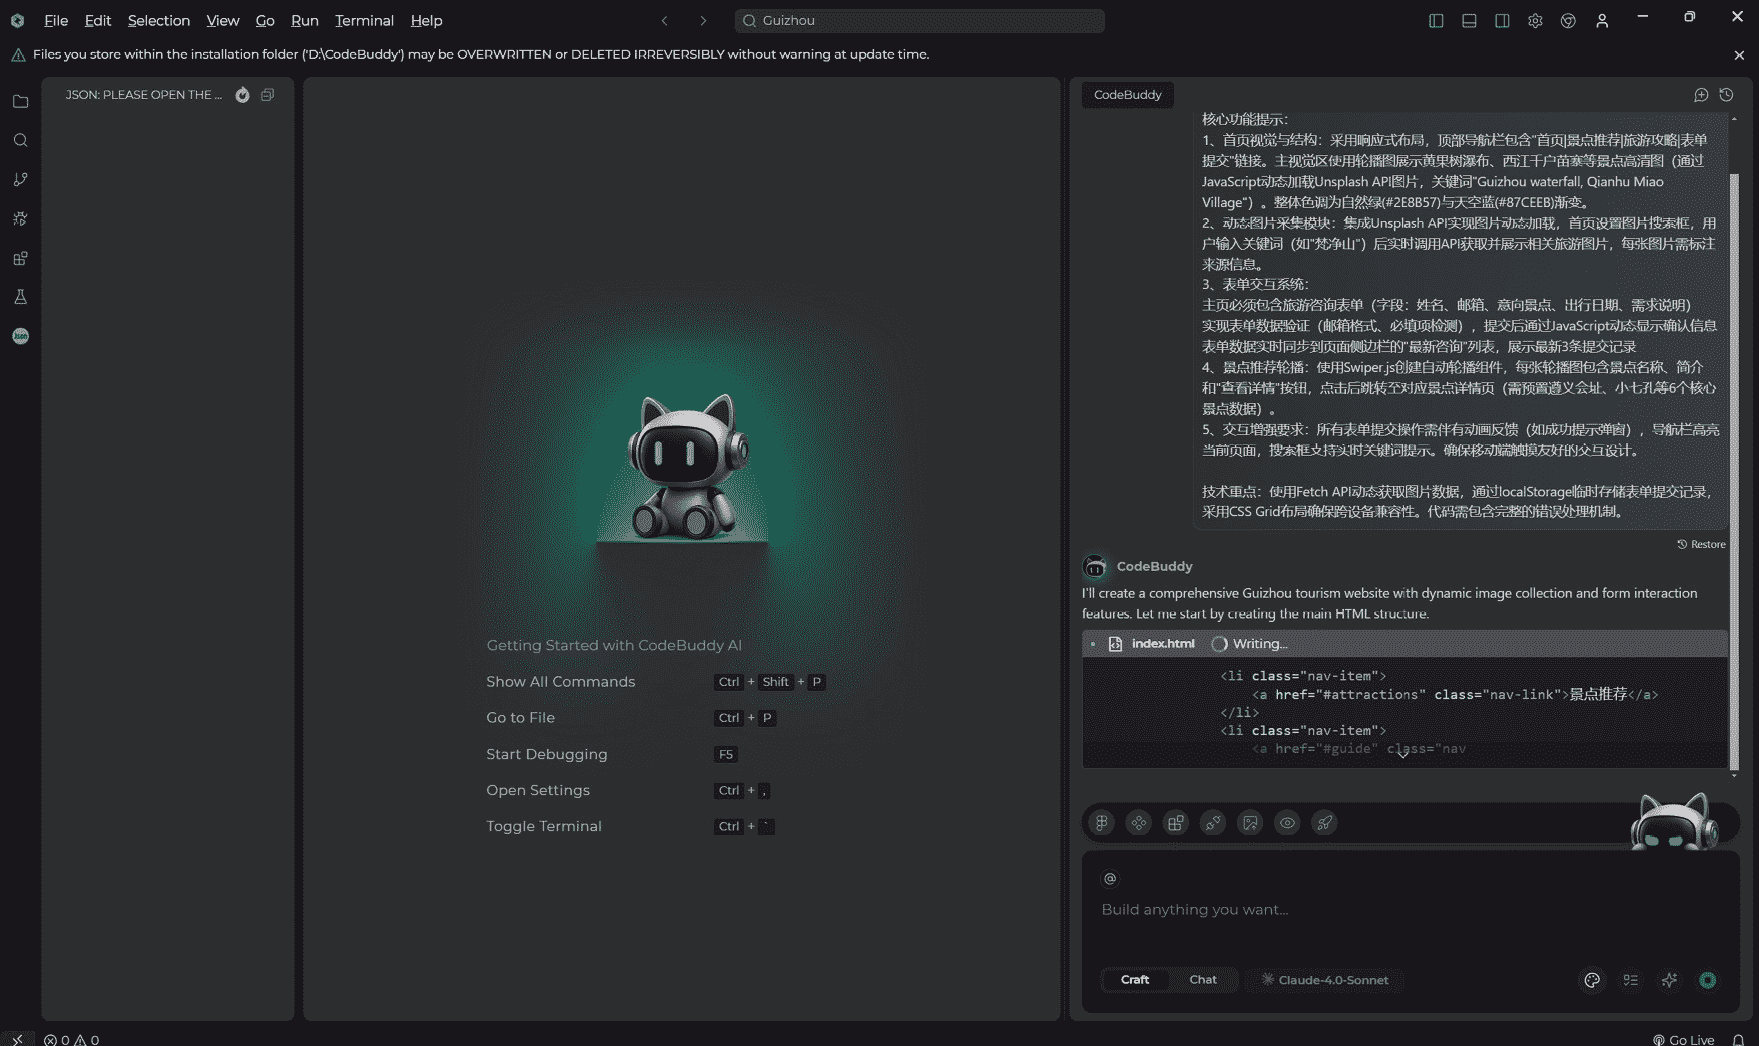 File Edit Selection View Go Run Terminal Help
Guizhou
Files you store within the installation folder ('D:\CodeBuddy') may be OVERWRITTEN or DELETED IRREVERSIBLY without warning at update time.
JSON: PLEASE OPEN THE ...
Json
Getting Started with CodeBuddy AI
Show All Commands Ctrl + Shift + P
Go to File Ctrl + P
Start Debugging F5
Open Settings Ctrl + ,
Toggle Terminal Ctrl + `
CodeBuddy
核心功能提示：
1、首页视觉与结构：采用响应式布局，顶部导航栏包含"首页|景点推荐|旅游攻略|表单
提交"链接。主视觉区使用轮播图展示黄果树瀑布、西江千户苗寨等景点高清图（通过
JavaScript动态加载Unsplash API图片，关键词"Guizhou waterfall, Qianhu Miao
Village"）。整体色调为自然绿(#2E8B57)与天空蓝(#87CEEB)渐变。
2、动态图片采集模块：集成Unsplash API实现图片动态加载，首页设置图片搜索框，用
户输入关键词（如"梵净山"）后实时调用API获取并展示相关旅游图片，每张图片需标注
来源信息。
3、表单交互系统：
主页必须包含旅游咨询表单（字段：姓名、邮箱、意向景点、出行日期、需求说明）
实现表单数据验证（邮箱格式、必填项检测），提交后通过JavaScript动态显示确认信息
表单数据实时同步到页面侧边栏的"最新咨询"列表，展示最新3条提交记录
4、景点推荐轮播：使用Swiper.js创建自动轮播组件，每张轮播图包含景点名称、简介
和"查看详情"按钮，点击后跳转至对应景点详情页（需预置遵义会址、小七孔等6个核心
景点数据）。
5、交互增强要求：所有表单提交操作需伴有动画反馈（如成功提示弹窗），导航栏高亮
当前页面，搜索框支持实时关键词提示。确保移动端触摸友好的交互设计。
技术重点：使用Fetch API动态获取图片数据，通过localStorage临时存储表单提交记录，
采用CSS Grid布局确保跨设备兼容性。代码需包含完整的错误处理机制。
Restore
CodeBuddy
I'll create a comprehensive Guizhou tourism website with dynamic image collection and form interaction
features. Let me start by creating the main HTML structure.
index.html Writing...
<li class="nav-item">
<a href="#attractions" class="nav-link">景点推荐</a>
</li>
<li class="nav-item">
<a href="#guide" class="nav
@
Build anything you want...
Craft Chat Claude-4.0-Sonnet
0 0
Go Live